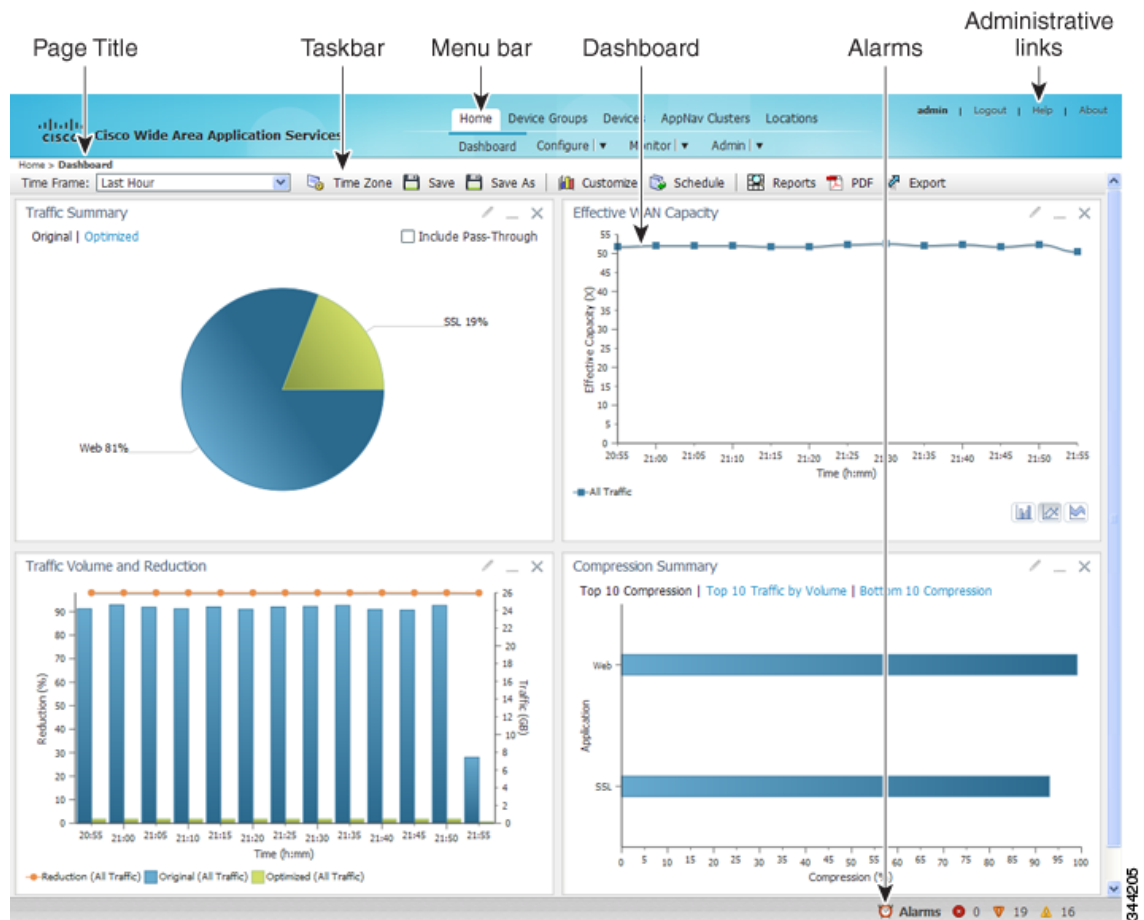 Page Title Taskbar Menu bar Dashboard Alarms Administrative links
Home Device Groups Devices AppNav Clusters Locations
admin | Logout | Help | About
CISCO Cisco Wide Area Application Services
Dashboard Configure | Monitor | Admin |
Home > Dashboard
Time Frame: Last Hour Time Zone Save Save As Customize Schedule Reports PDF Export
Traffic Summary
Original | Optimized Include Pass-Through
SSL 19%
Web 81%
Effective WAN Capacity
55
50
45
40
35
30
25
20
15
10
5
0
Effective Capacity (X)
20:55 21:00 21:05 21:10 21:15 21:20 21:25 21:30 21:35 21:40 21:45 21:50 21:55
Time (h:mm)
All Traffic
Traffic Volume and Reduction
90
80
70
60
50
40
30
20
10
0
Reduction (%)
26
24
22
20
18
16
14
12
10
8
6
4
2
0
Traffic (GB)
20:55 21:00 21:05 21:10 21:15 21:20 21:25 21:30 21:35 21:40 21:45 21:50 21:55
Time (h:mm)
Reduction (All Traffic) Original (All Traffic) Optimized (All Traffic)
Compression Summary
Top 10 Compression | Top 10 Traffic by Volume | Bottom 10 Compression
Web
SSL
Application
0 5 10 15 20 25 30 35 40 45 50 55 60 65 70 75 80 85 90 95 100
Compression (%)
Alarms 0 19 16
344205